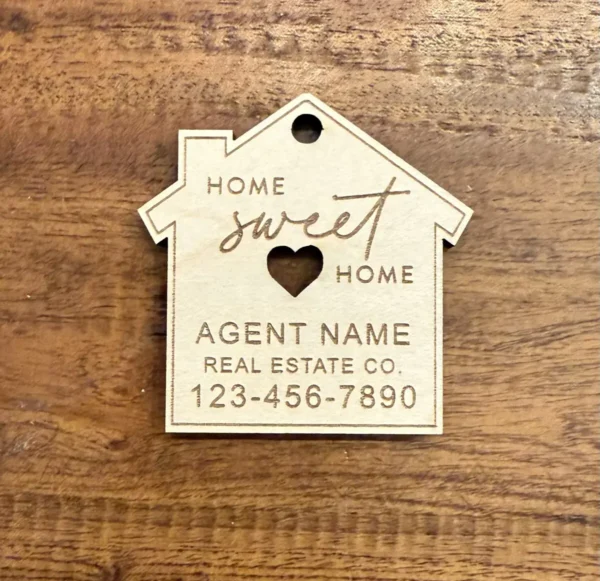 HOME
sweet
HOME
AGENT NAME
REAL ESTATE CO.
123-456-7890